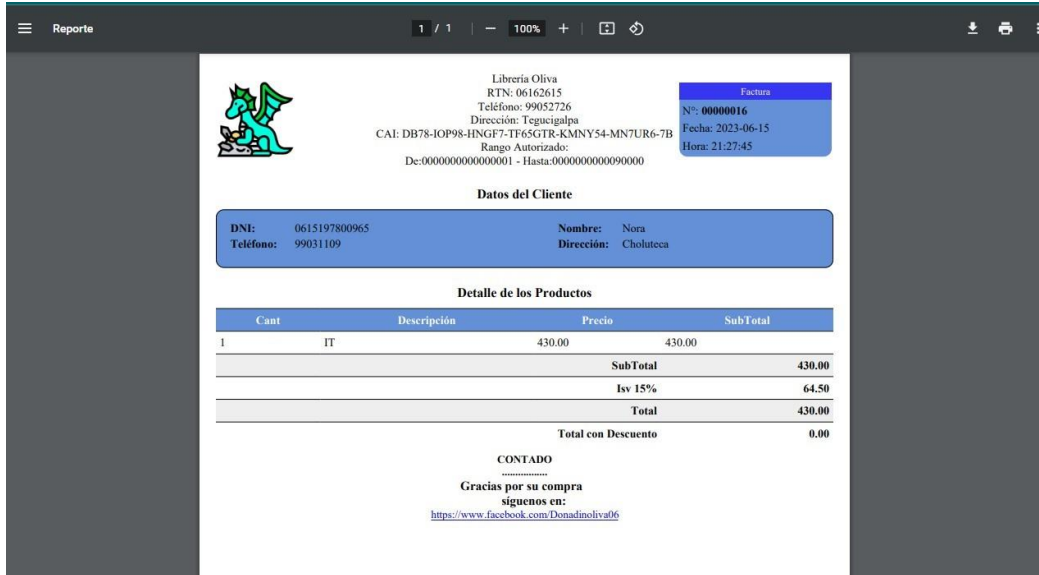 Reporte
1 / 1
100%
Librería Oliva
RTN: 06162615
Teléfono: 99052726
Dirección: Tegucigalpa
CAI: DB78-IOP98-HNGF7-TF65GTR-KMNY54-MN7UR6-7B
Rango Autorizado:
De:0000000000000001 - Hasta:0000000000090000
Factura
N°: 00000016
Fecha: 2023-06-15
Hora: 21:27:45
Datos del Cliente
DNI: 0615197800965 Nombre: Nora
Teléfono: 99031109 Dirección: Choluteca
Detalle de los Productos
Cant Descripción Precio SubTotal
1 IT 430.00 430.00
SubTotal 430.00
Isv 15% 64.50
Total 430.00
Total con Descuento 0.00
CONTADO
.................
Gracias por su compra
síguenos en:
https://www.facebook.com/Donadinoliva06